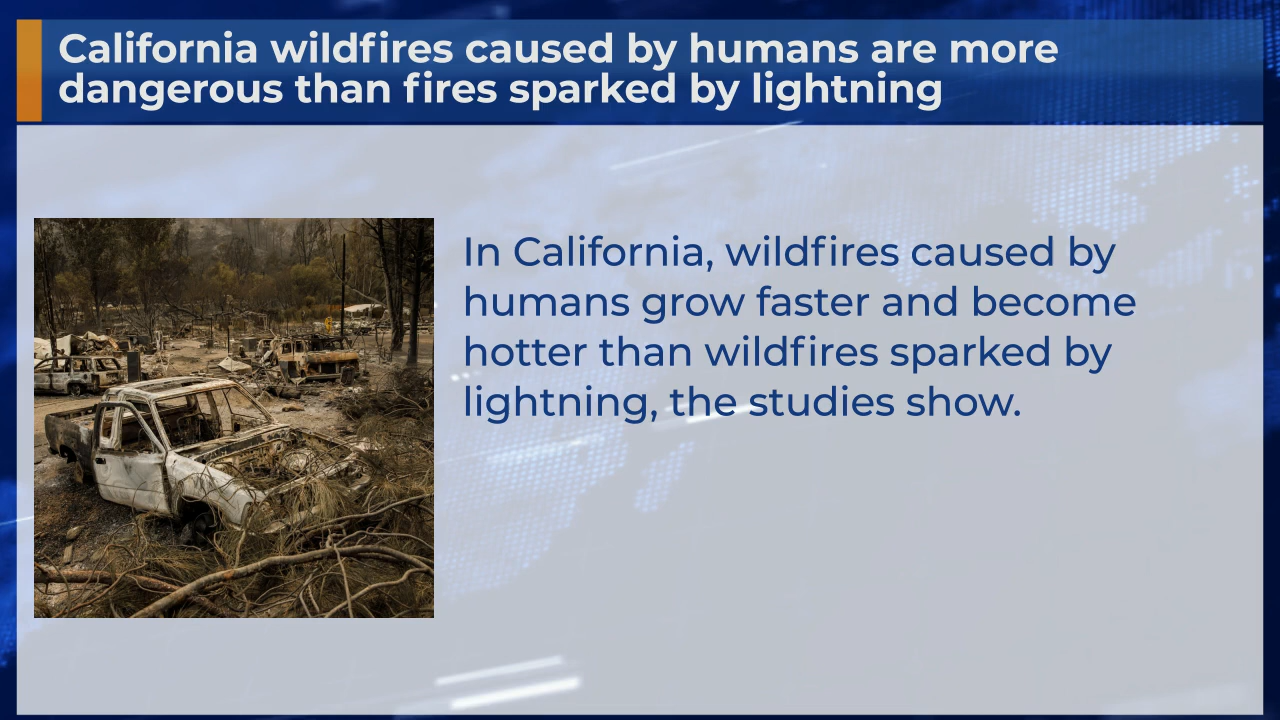 California wildfires caused by humans are more
dangerous than fires sparked by lightning
In California, wildfires caused by
humans grow faster and become
hotter than wildfires sparked by
lightning, the studies show.